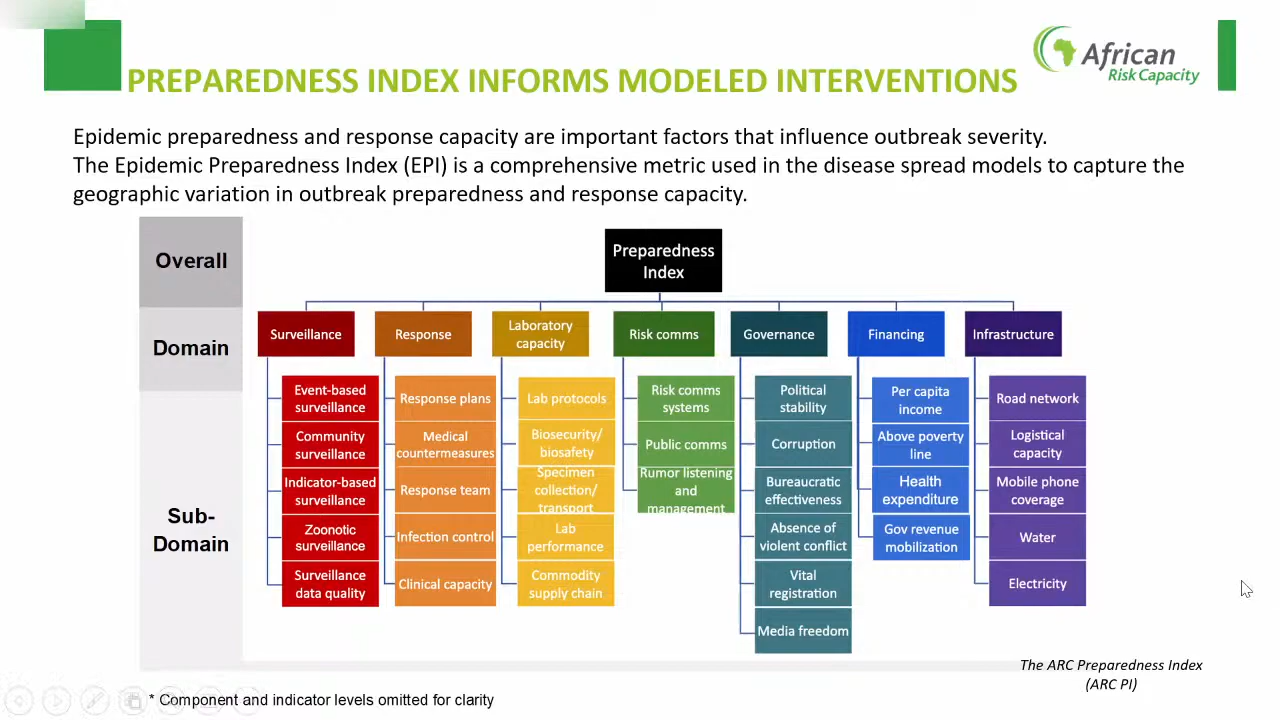 PREPAREDNESS INDEX INFORMS MODELED INTERVENTIONS
African
Risk Capacity
Epidemic preparedness and response capacity are important factors that influence outbreak severity.
The Epidemic Preparedness Index (EPI) is a comprehensive metric used in the disease spread models to capture the
geographic variation in outbreak preparedness and response capacity.
Overall
Preparedness
Index
Domain
Surveillance
Response
Laboratory
capacity
Risk comms
Governance
Financing
Infrastructure
Sub-
Domain
Event-based
surveillance
Community
surveillance
Indicator-based
surveillance
Zoonotic
surveillance
Surveillance
data quality
Response plans
Medical
countermeasures
Response team
Infection control
Clinical capacity
Lab protocols
Biosecurity/
biosafety
Specimen
collection/
transport
Lab
performance
Commodity
supply chain
Risk comms
systems
Public comms
Rumor listening
and
management
Political
stability
Corruption
Bureaucratic
effectiveness
Absence of
violent conflict
Vital
registration
Media freedom
Per capita
income
Above poverty
line
Health
expenditure
Gov revenue
mobilization
Road network
Logistical
capacity
Mobile phone
coverage
Water
Electricity
The ARC Preparedness Index
(ARC PI)
* Component and indicator levels omitted for clarity